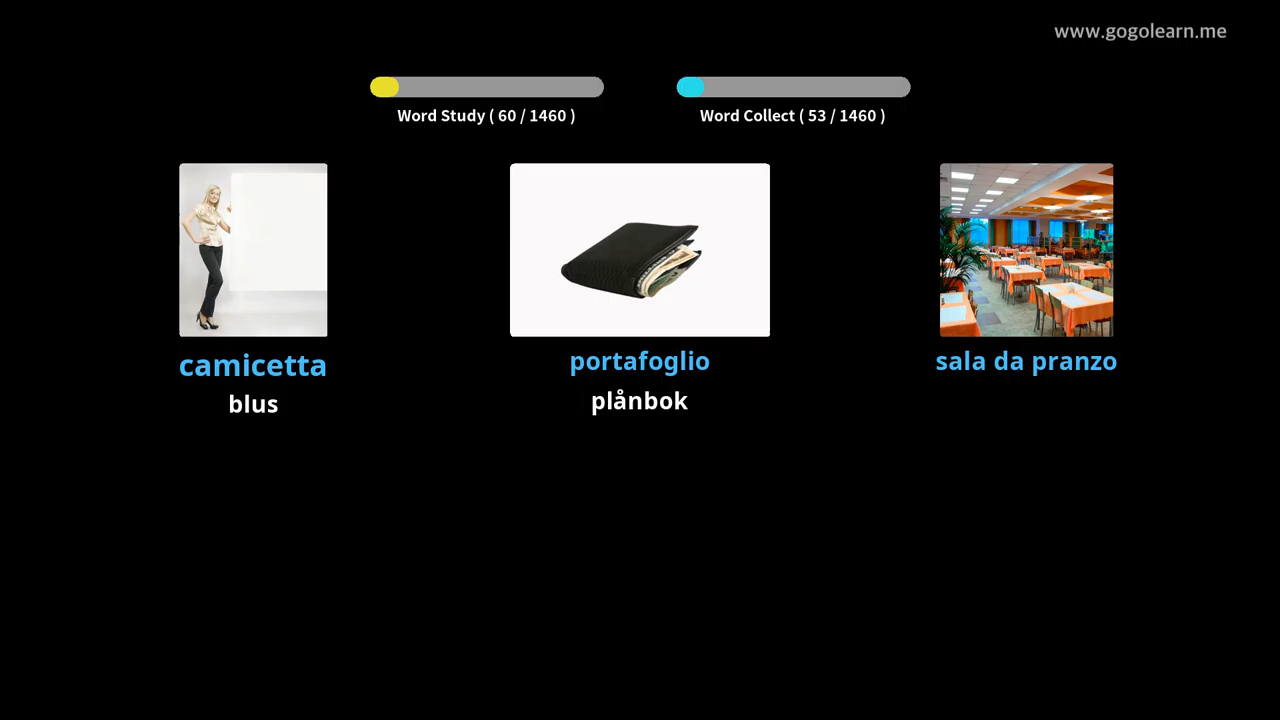 www.gogolearn.me
Word Study ( 60 / 1460 )
Word Collect ( 53 / 1460 )
camicetta
blus
portafoglio
plånbok
sala da pranzo